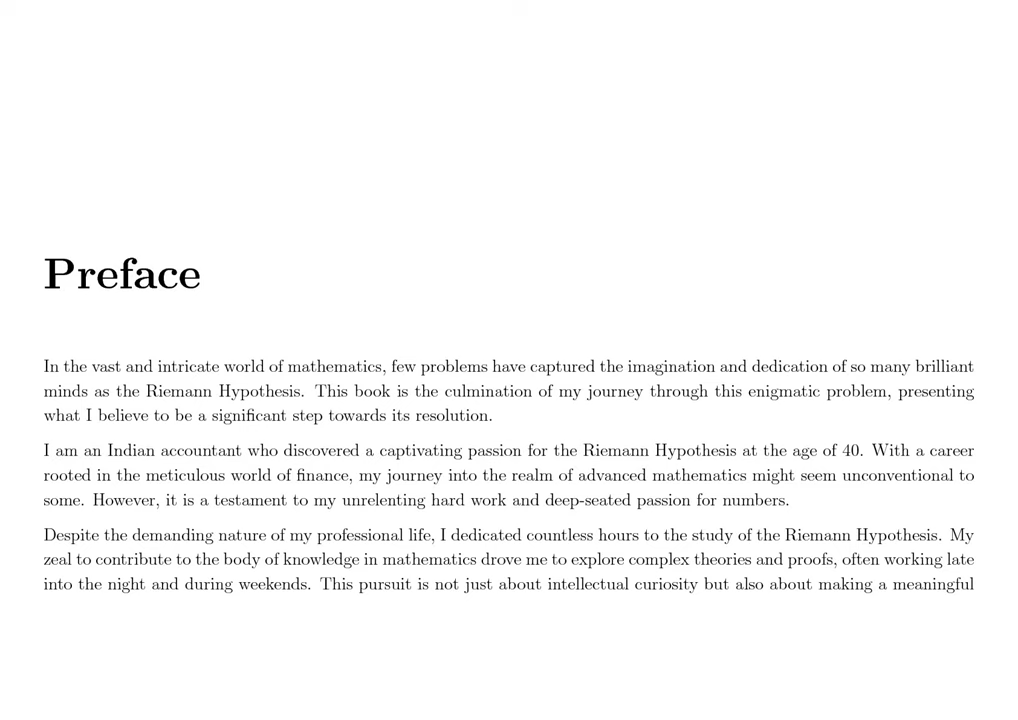 Preface
In the vast and intricate world of mathematics, few problems have captured the imagination and dedication of so many brilliant
minds as the Riemann Hypothesis. This book is the culmination of my journey through this enigmatic problem, presenting
what I believe to be a significant step towards its resolution.
I am an Indian accountant who discovered a captivating passion for the Riemann Hypothesis at the age of 40. With a career
rooted in the meticulous world of finance, my journey into the realm of advanced mathematics might seem unconventional to
some. However, it is a testament to my unrelenting hard work and deep-seated passion for numbers.
Despite the demanding nature of my professional life, I dedicated countless hours to the study of the Riemann Hypothesis. My
zeal to contribute to the body of knowledge in mathematics drove me to explore complex theories and proofs, often working late
into the night and during weekends. This pursuit is not just about intellectual curiosity but also about making a meaningful